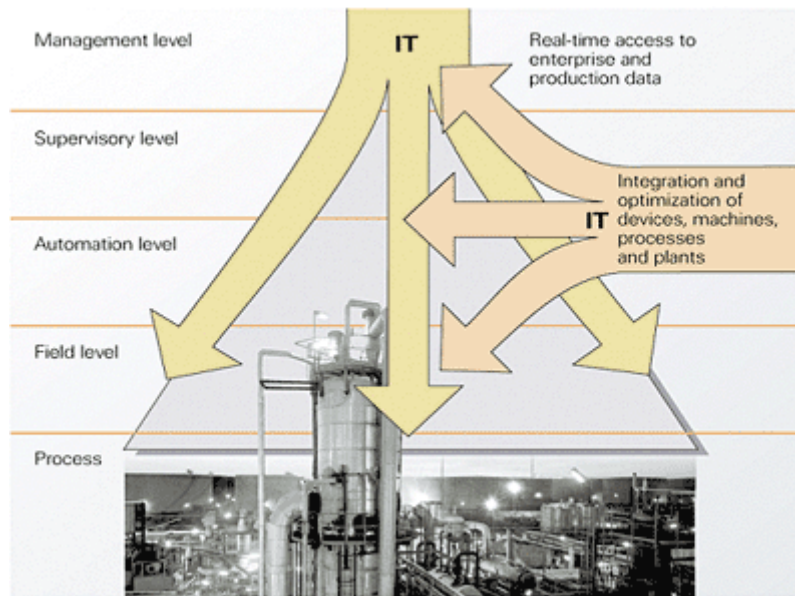 Management level
IT
Real-time access to
enterprise and
production data
Supervisory level
Integration and
optimization of
IT devices, machines,
processes
and plants
Automation level
Field level
Process